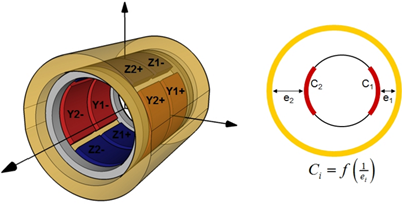 Z2+ Z1-
Y2- Y1- Y2+ Y1+
Z2- Z1+
C₂ C₁
e₂ e₁
Cᵢ = f(1/eᵢ)